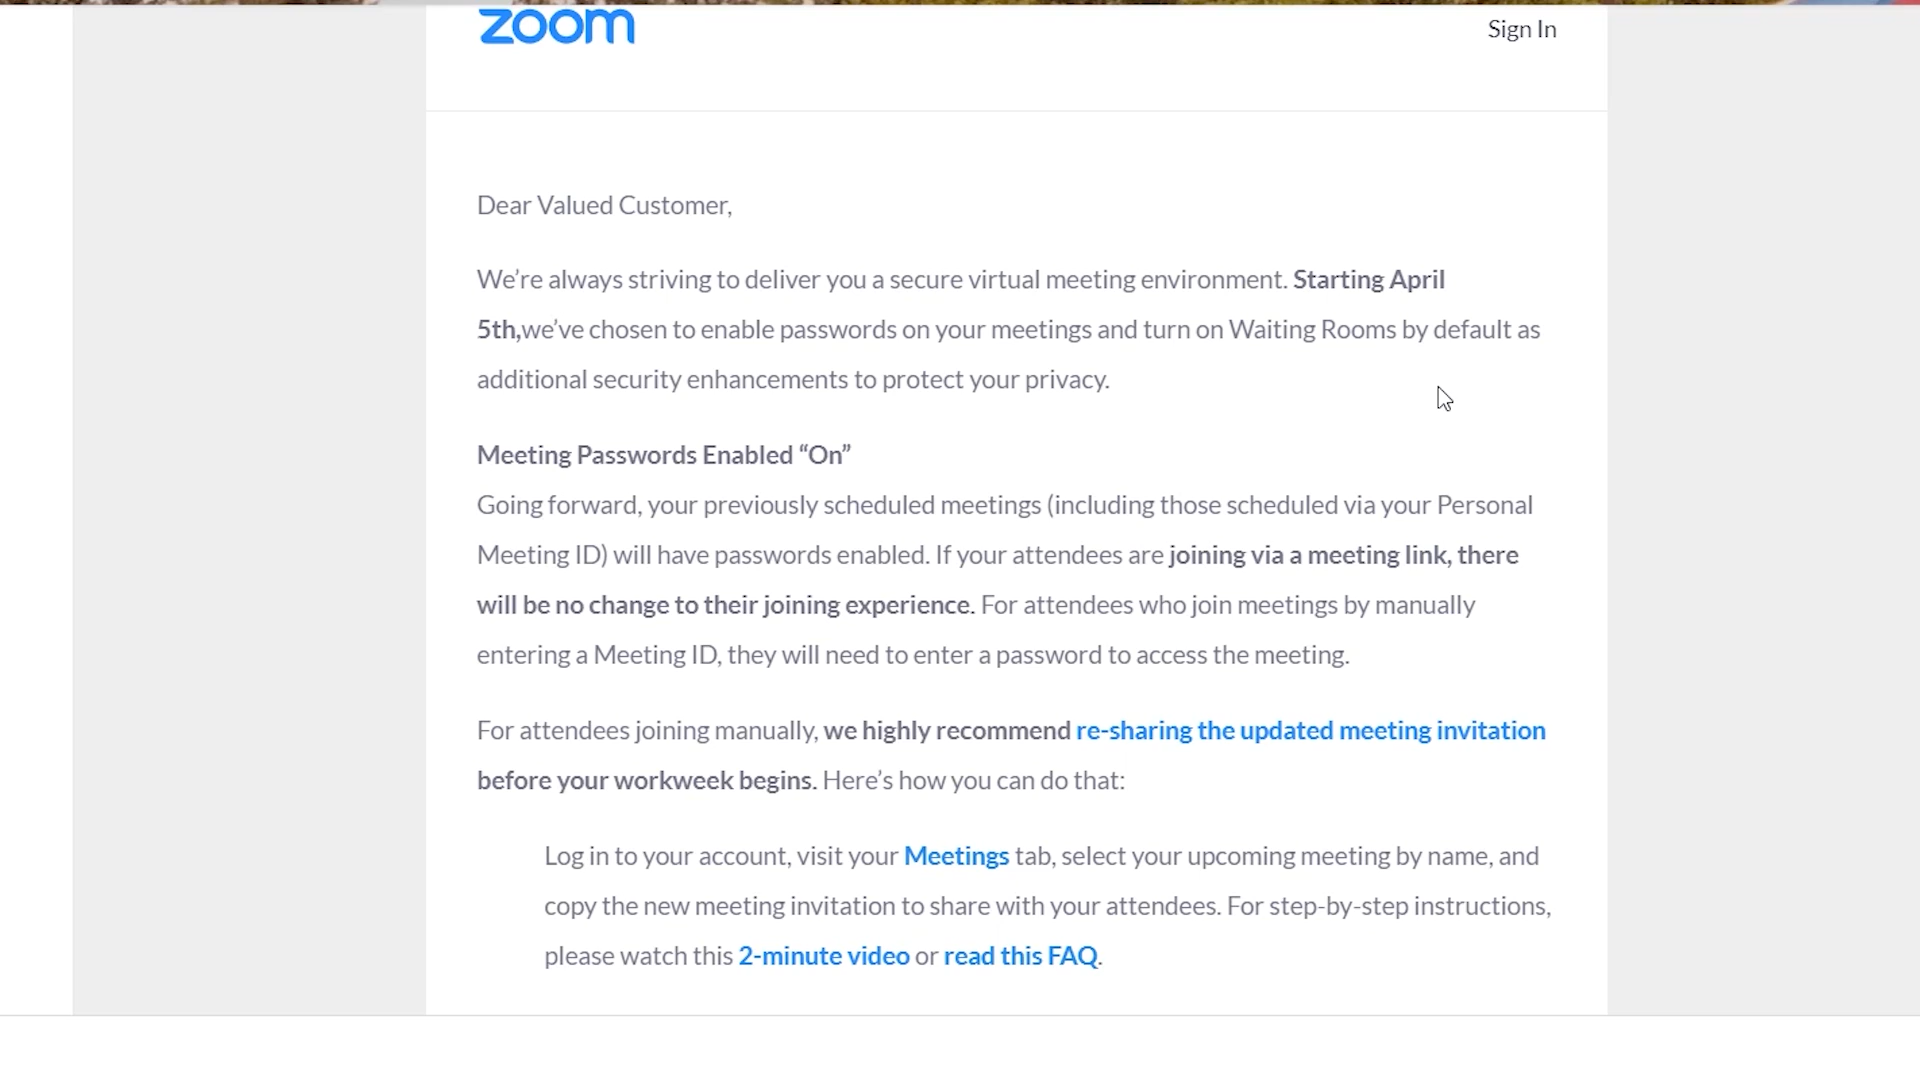 zoom
Sign In
Dear Valued Customer,
We’re always striving to deliver you a secure virtual meeting environment. Starting April
5th,we’ve chosen to enable passwords on your meetings and turn on Waiting Rooms by default as
additional security enhancements to protect your privacy.
Meeting Passwords Enabled “On”
Going forward, your previously scheduled meetings (including those scheduled via your Personal
Meeting ID) will have passwords enabled. If your attendees are joining via a meeting link, there
will be no change to their joining experience. For attendees who join meetings by manually
entering a Meeting ID, they will need to enter a password to access the meeting.
For attendees joining manually, we highly recommend re-sharing the updated meeting invitation
before your workweek begins. Here’s how you can do that:
Log in to your account, visit your Meetings tab, select your upcoming meeting by name, and
copy the new meeting invitation to share with your attendees. For step-by-step instructions,
please watch this 2-minute video or read this FAQ.